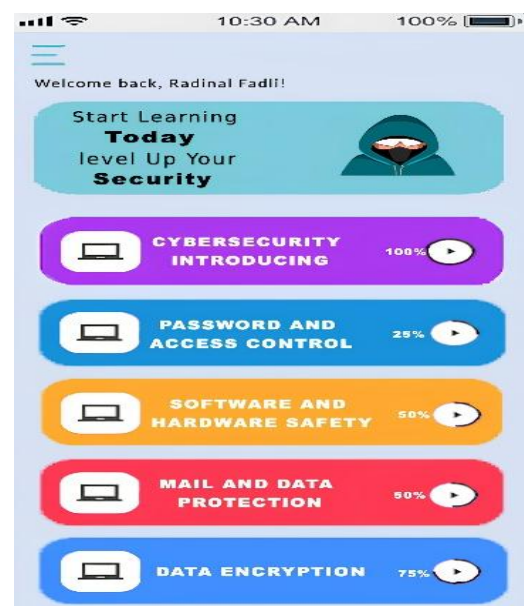 10:30 AM 100%
Welcome back, Radinal Fadli!
Start Learning
Today
level Up Your
Security
CYBERSECURITY
INTRODUCING
100%
PASSWORD AND
ACCESS CONTROL
25%
SOFTWARE AND
HARDWARE SAFETY
50%
MAIL AND DATA
PROTECTION
50%
DATA ENCRYPTION
75%